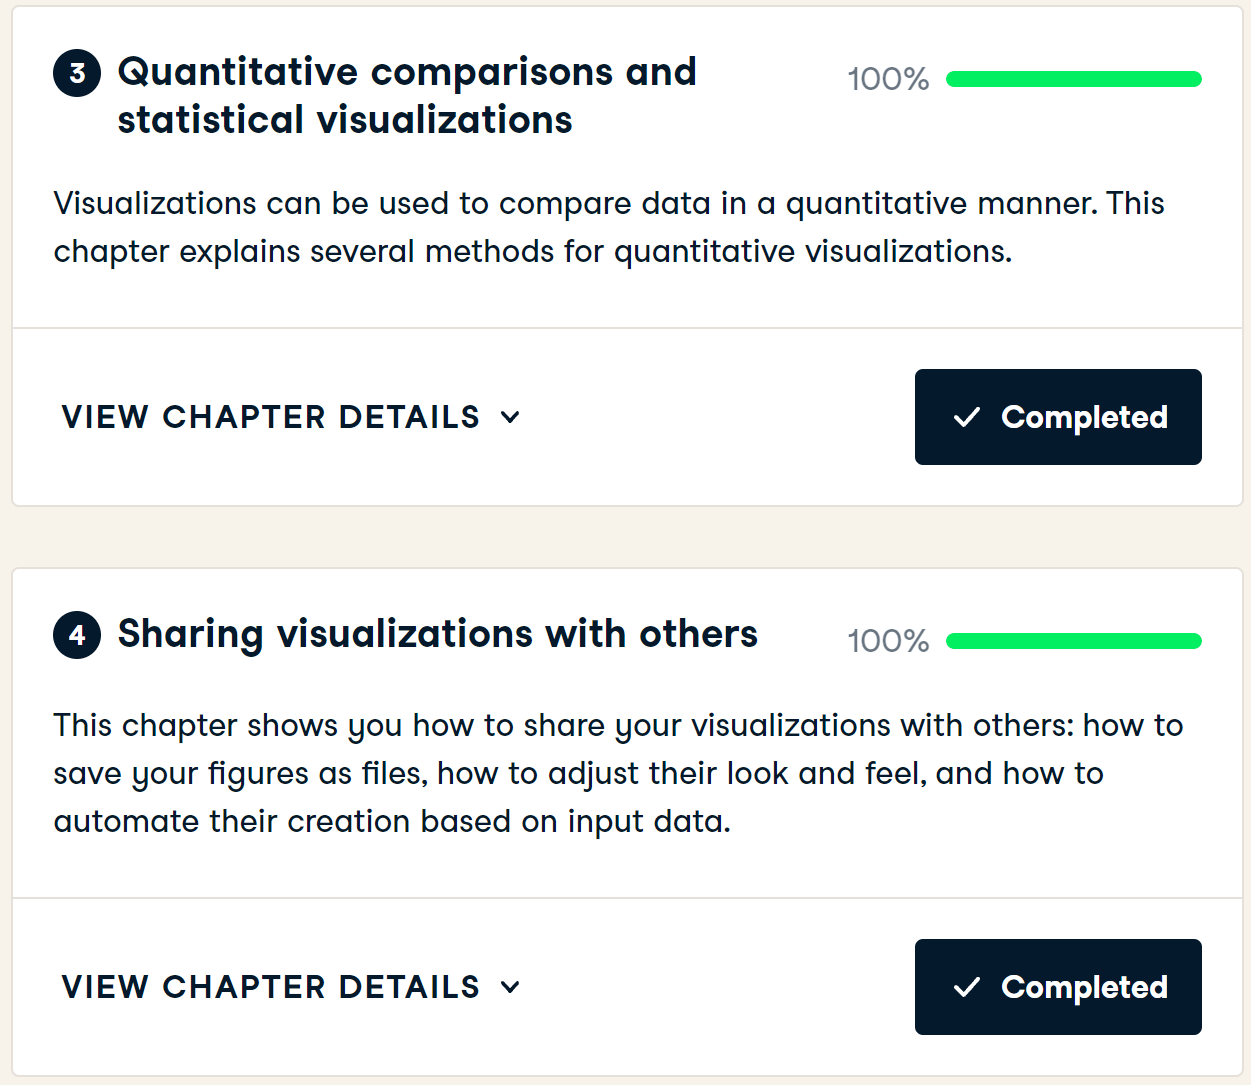 3 Quantitative comparisons and
statistical visualizations
100%
Visualizations can be used to compare data in a quantitative manner. This
chapter explains several methods for quantitative visualizations.
VIEW CHAPTER DETAILS
Completed
4 Sharing visualizations with others
100%
This chapter shows you how to share your visualizations with others: how to
save your figures as files, how to adjust their look and feel, and how to
automate their creation based on input data.
VIEW CHAPTER DETAILS
Completed